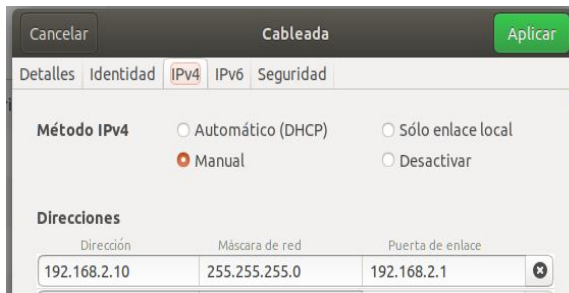 Cancelar Cableada Aplicar
Detalles Identidad IPv4 IPv6 Seguridad
Método IPv4 Automático (DHCP) Sólo enlace local
Manual Desactivar
Direcciones
Dirección Máscara de red Puerta de enlace
192.168.2.10 255.255.255.0 192.168.2.1